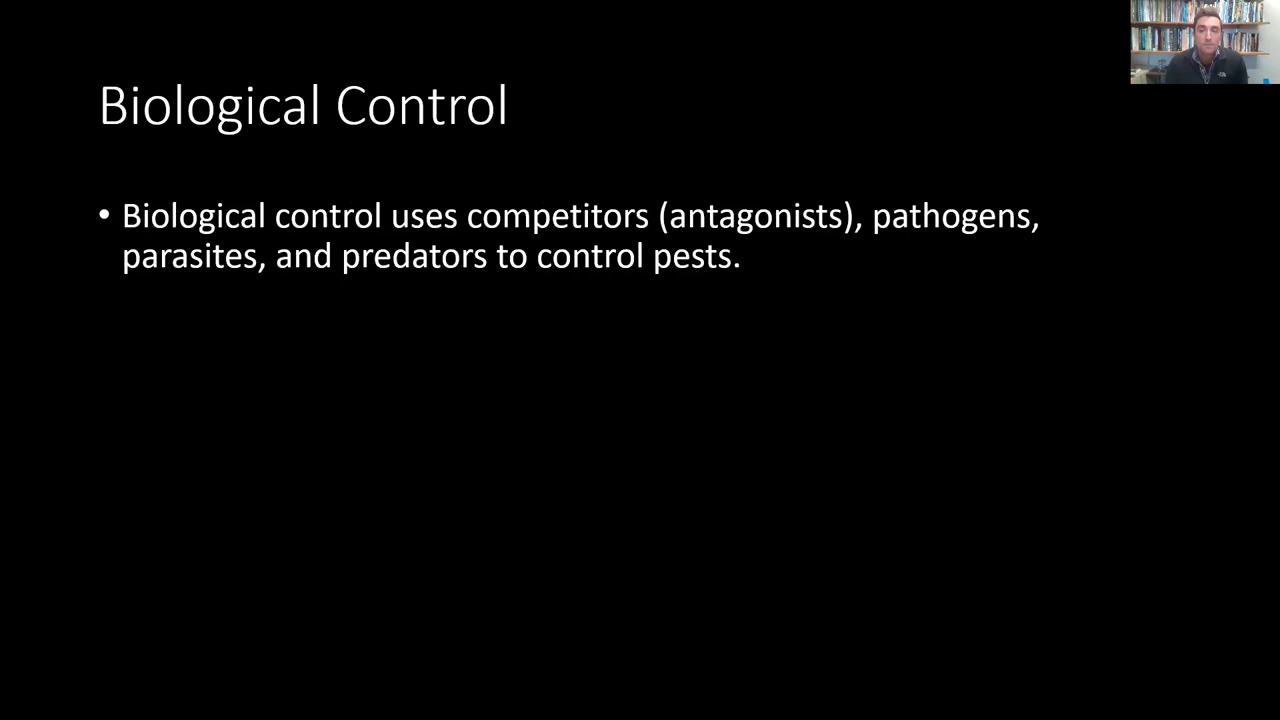 Biological Control
• Biological control uses competitors (antagonists), pathogens,
parasites, and predators to control pests.